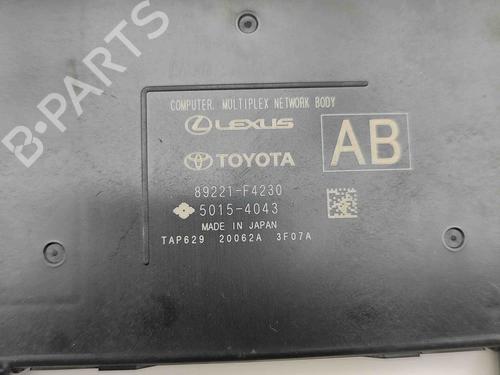 B-PARTS
COMPUTER, MULTIPLEX NETWORK BODY
LEXUS
TOYOTA
AB
89221-F4230
5015-4043
MADE IN JAPAN
TAP629 20062A 3F07A